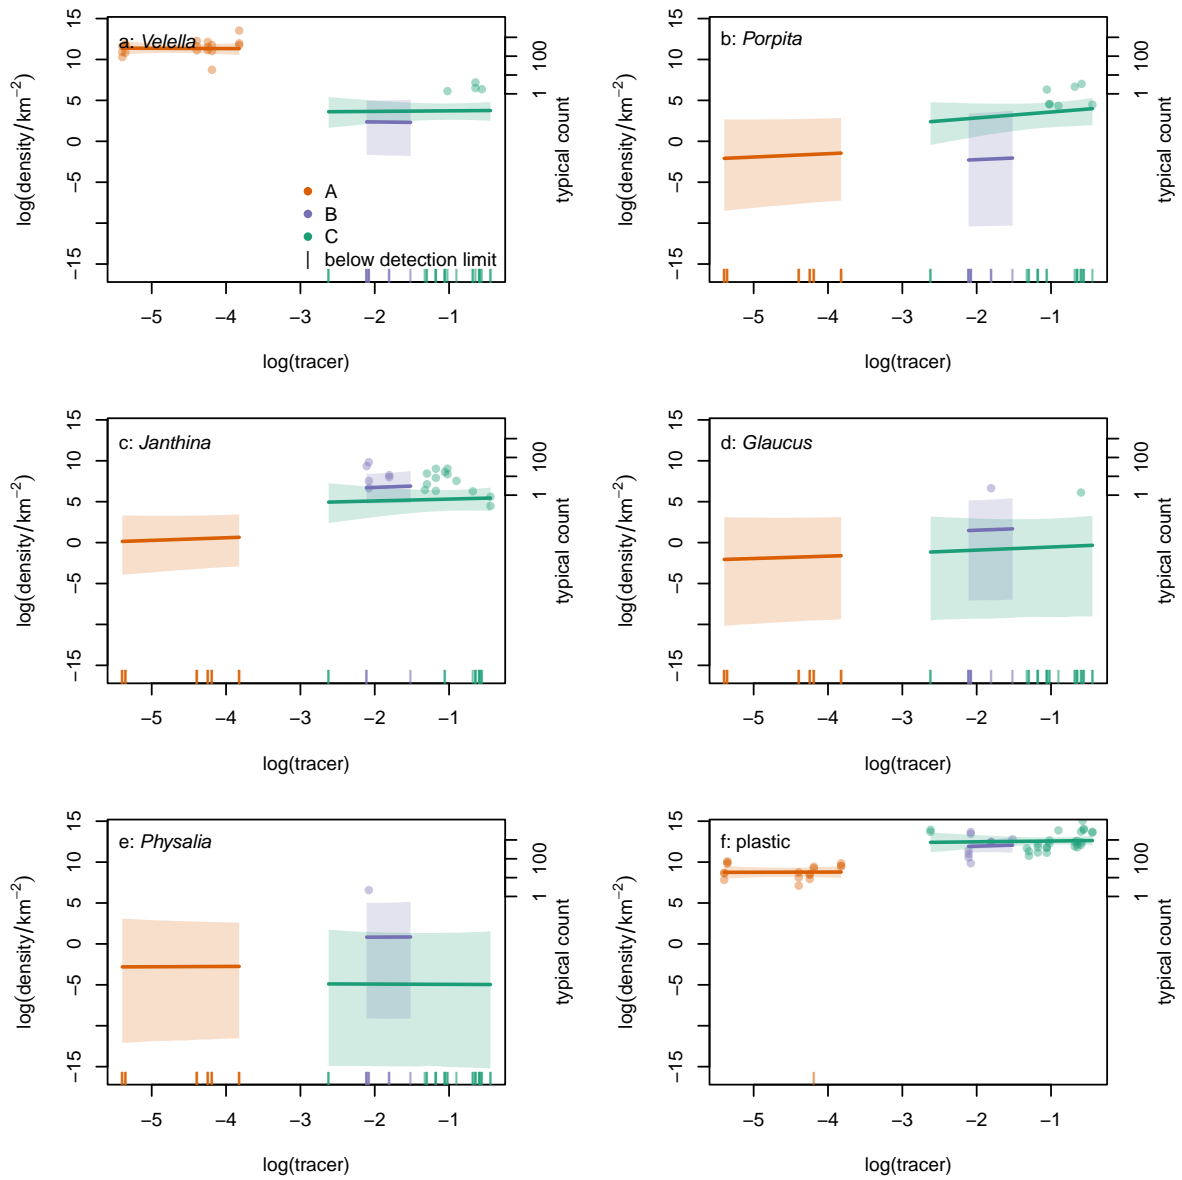 a: Velella
log(density/km⁻²)
15
10
5
0
−5
−15
100
1
typical count
A
B
C
below detection limit
−5 −4 −3 −2 −1
log(tracer)
b: Porpita
log(density/km⁻²)
15
10
5
0
−5
−15
100
1
typical count
−5 −4 −3 −2 −1
log(tracer)
c: Janthina
log(density/km⁻²)
15
10
5
0
−5
−15
100
1
typical count
−5 −4 −3 −2 −1
log(tracer)
d: Glaucus
log(density/km⁻²)
15
10
5
0
−5
−15
100
1
typical count
−5 −4 −3 −2 −1
log(tracer)
e: Physalia
log(density/km⁻²)
15
10
5
0
−5
−15
100
1
typical count
−5 −4 −3 −2 −1
log(tracer)
f: plastic
log(density/km⁻²)
15
10
5
0
−5
−15
100
1
typical count
−5 −4 −3 −2 −1
log(tracer)